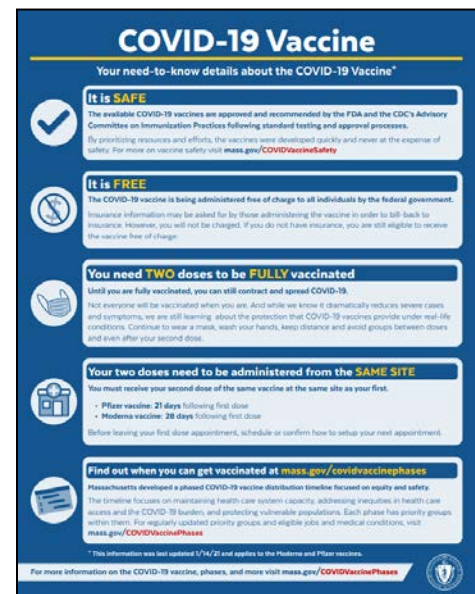 COVID-19 Vaccine
Your need-to-know details about the COVID-19 Vaccine*
It is SAFE
The available COVID-19 vaccines are approved and recommended by the FDA and the CDC's Advisory
Committee on Immunization Practices following standard testing and approval processes.
By prioritizing resources and efforts, the vaccines were developed quickly and never at the expense of
safety. For more on vaccine safety visit mass.gov/COVIDVaccineSafety
It is FREE
The COVID-19 vaccine is being administered free of charge to all individuals by the federal government.
Insurance information may be asked for by those administering the vaccine in order to bill-back to
insurance. However, you will not be charged. If you do not have insurance, you are still eligible to receive
the vaccine free of charge.
You need TWO doses to be FULLY vaccinated
Until you are fully vaccinated, you can still contract and spread COVID-19.
Not everyone will be vaccinated when you are. And while we know it dramatically reduces severe cases
and symptoms, we are still learning about the protection that COVID-19 vaccines provide under real-life
conditions. Continue to wear a mask, wash your hands, keep distance and avoid groups between doses
and even after your second dose.
Your two doses need to be administered from the SAME SITE
You must receive your second dose of the same vaccine at the same site as your first.
• Pfizer vaccine: 21 days following first dose
• Moderna vaccine: 28 days following first dose
Before leaving your first dose appointment, schedule or confirm how to setup your next appointment.
Find out when you can get vaccinated at mass.gov/covidvaccinephases
Massachusetts developed a phased COVID-19 vaccine distribution timeline focused on equity and safety.
The timeline focuses on maintaining health care system capacity, addressing inequities in health care
access and the COVID-19 burden, and protecting vulnerable populations. Each phase has priority groups
within them. For regularly updated priority groups and eligible jobs and medical conditions, visit
mass.gov/COVIDVaccinePhases
* This information was last updated 1/14/21 and applies to the Moderna and Pfizer vaccines.
For more information on the COVID-19 vaccine, phases, and more visit mass.gov/COVIDVaccinePhases